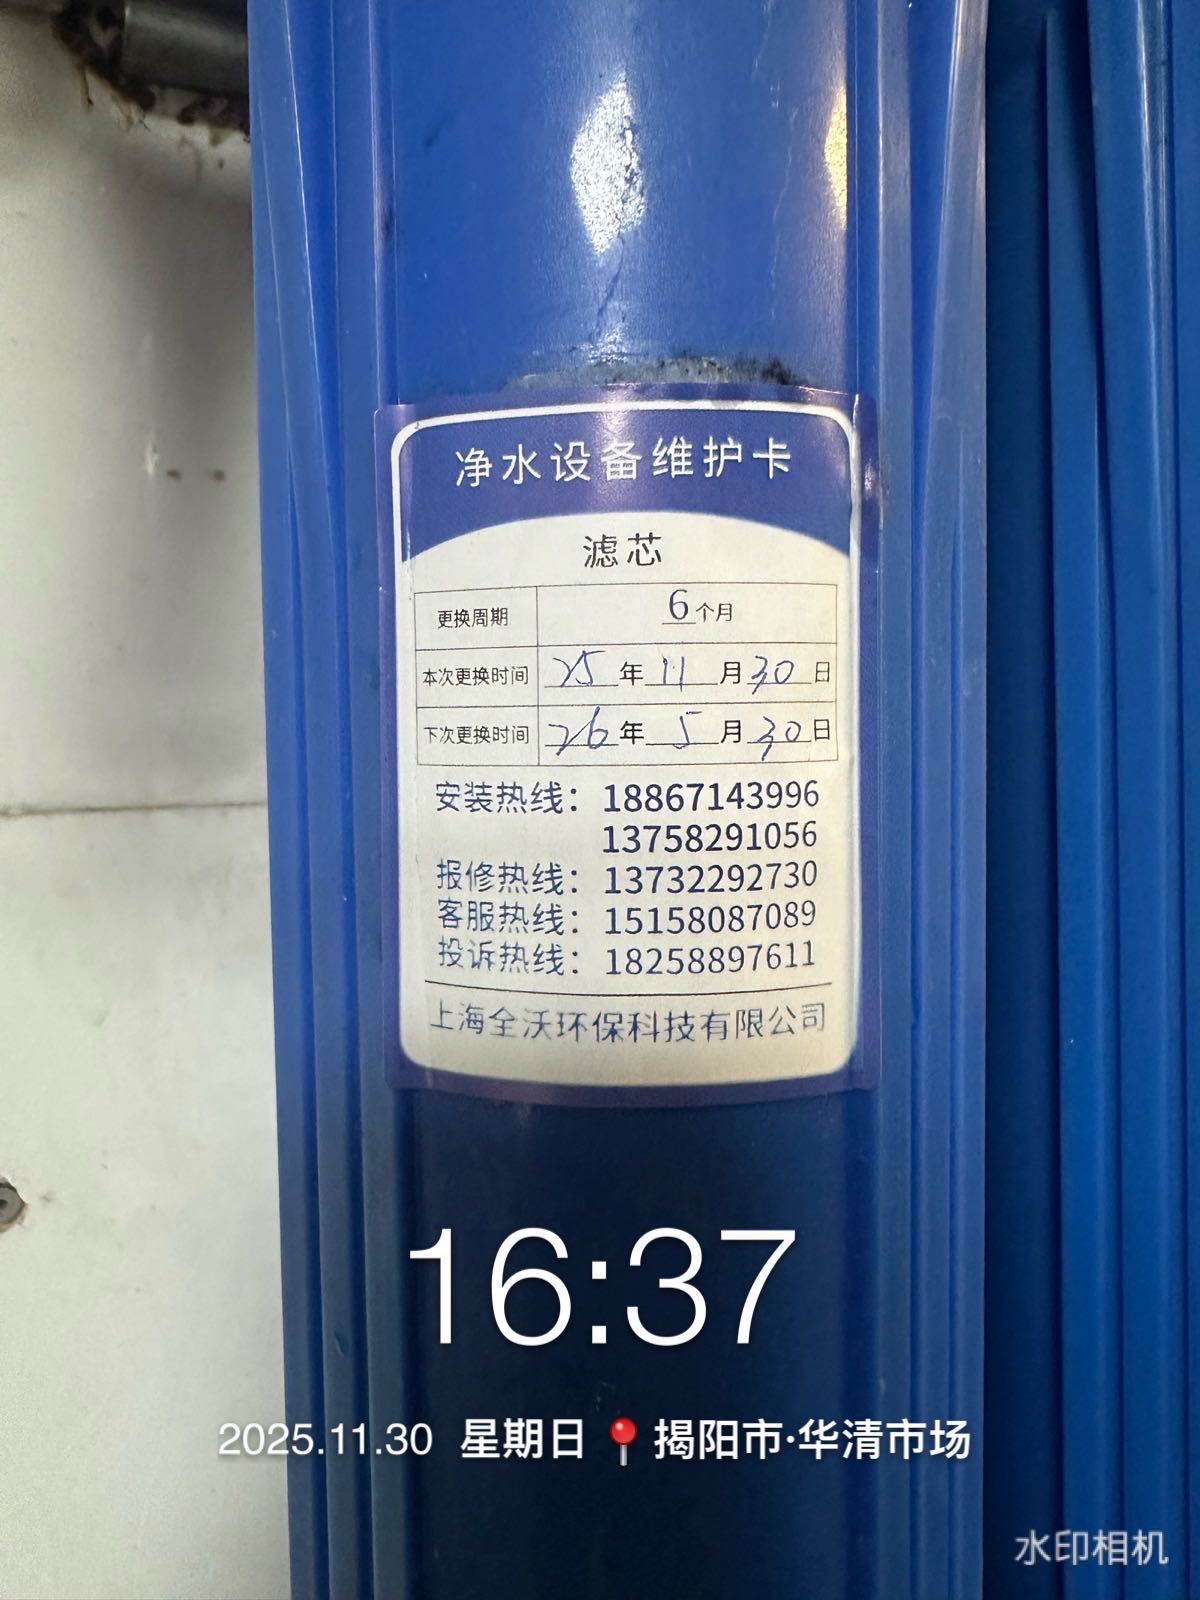 净水设备维护卡
滤芯
更换周期 6个月
本次更换时间 25年11月30日
下次更换时间 26年5月30日
安装热线：18867143996
13758291056
报修热线：13732292730
客服热线：15158087089
投诉热线：18258897611
上海全沃环保科技有限公司
16:37
2025.11.30 星期日 📍揭阳市·华清市场
水印相机